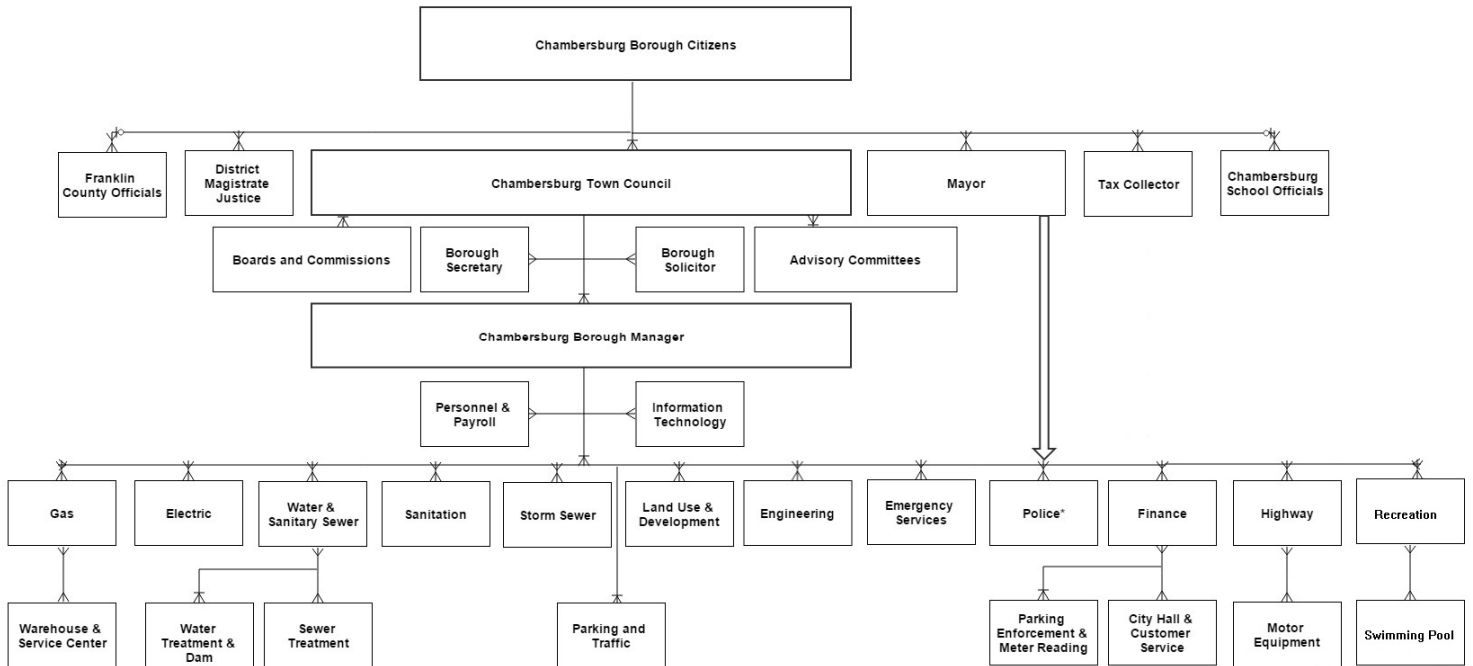 Chambersburg Borough Citizens
Franklin
County Officials
District
Magistrate
Justice
Chambersburg Town Council
Mayor
Tax Collector
Chambersburg
School Officials
Boards and Commissions
Borough
Secretary
Borough
Solicitor
Advisory Committees
Chambersburg Borough Manager
Personnel &
Payroll
Information
Technology
Gas
Electric
Water &
Sanitary Sewer
Sanitation
Storm Sewer
Land Use &
Development
Engineering
Emergency
Services
Police*
Finance
Highway
Recreation
Warehouse &
Service Center
Water
Treatment &
Dam
Sewer
Treatment
Parking and
Traffic
Parking
Enforcement &
Meter Reading
City Hall &
Customer
Service
Motor
Equipment
Swimming Pool